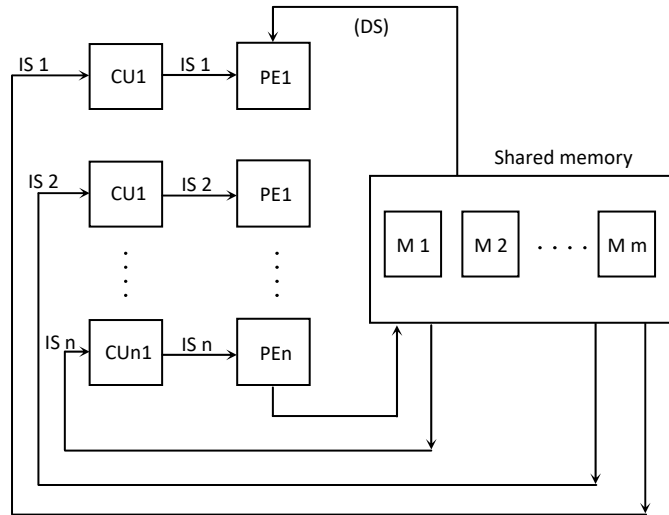 (DS)
IS 1
CU1
IS 1
PE1
Shared memory
IS 2
CU1
IS 2
PE1
M 1
M 2
. . . .
M m
IS n
CUn1
IS n
PEn